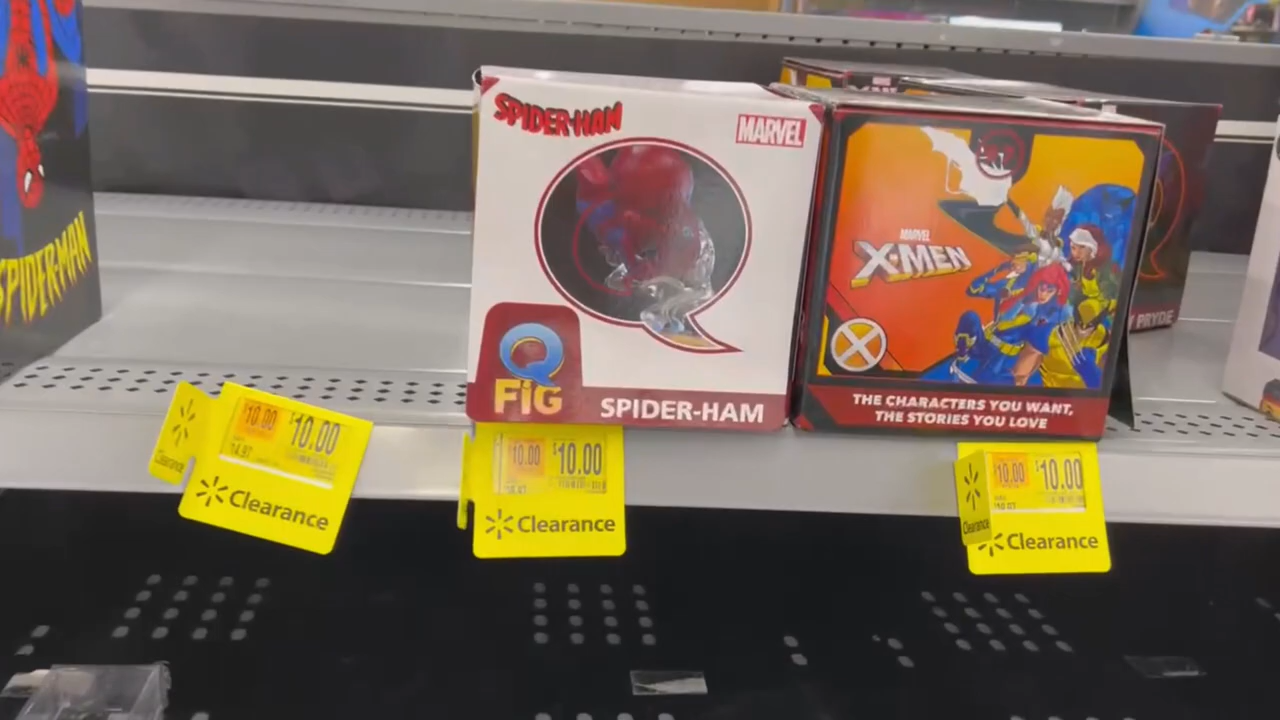 SPIDER-MAN
SPIDER-HAM
MARVEL
Q
FiG
SPIDER-HAM
MARVEL
X-MEN
THE CHARACTERS YOU WANT,
THE STORIES YOU LOVE
PRYDE
$10.00 $10.00
Clearance
Clearance
10.00 $10.00
Clearance
10.00 $10.00
Clearance
Clearance